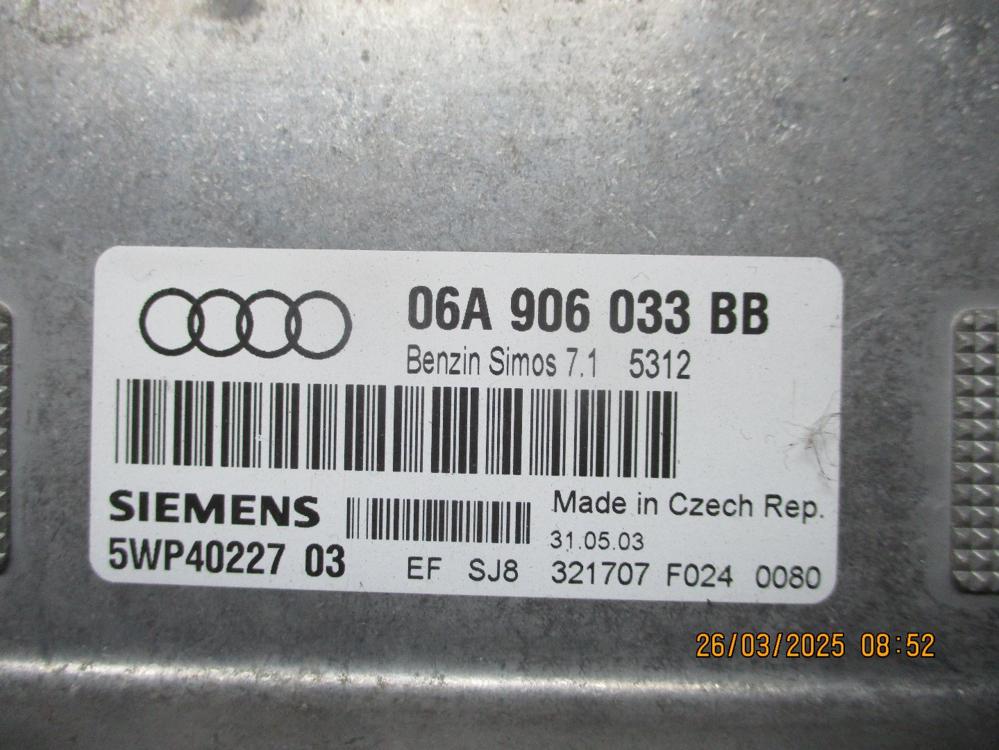 06A 906 033 BB
Benzin Simos 7.1 5312
SIEMENS
Made in Czech Rep.
31.05.03
5WP40227 03
EF SJ8 321707 F024 0080
26/03/2025 08:52